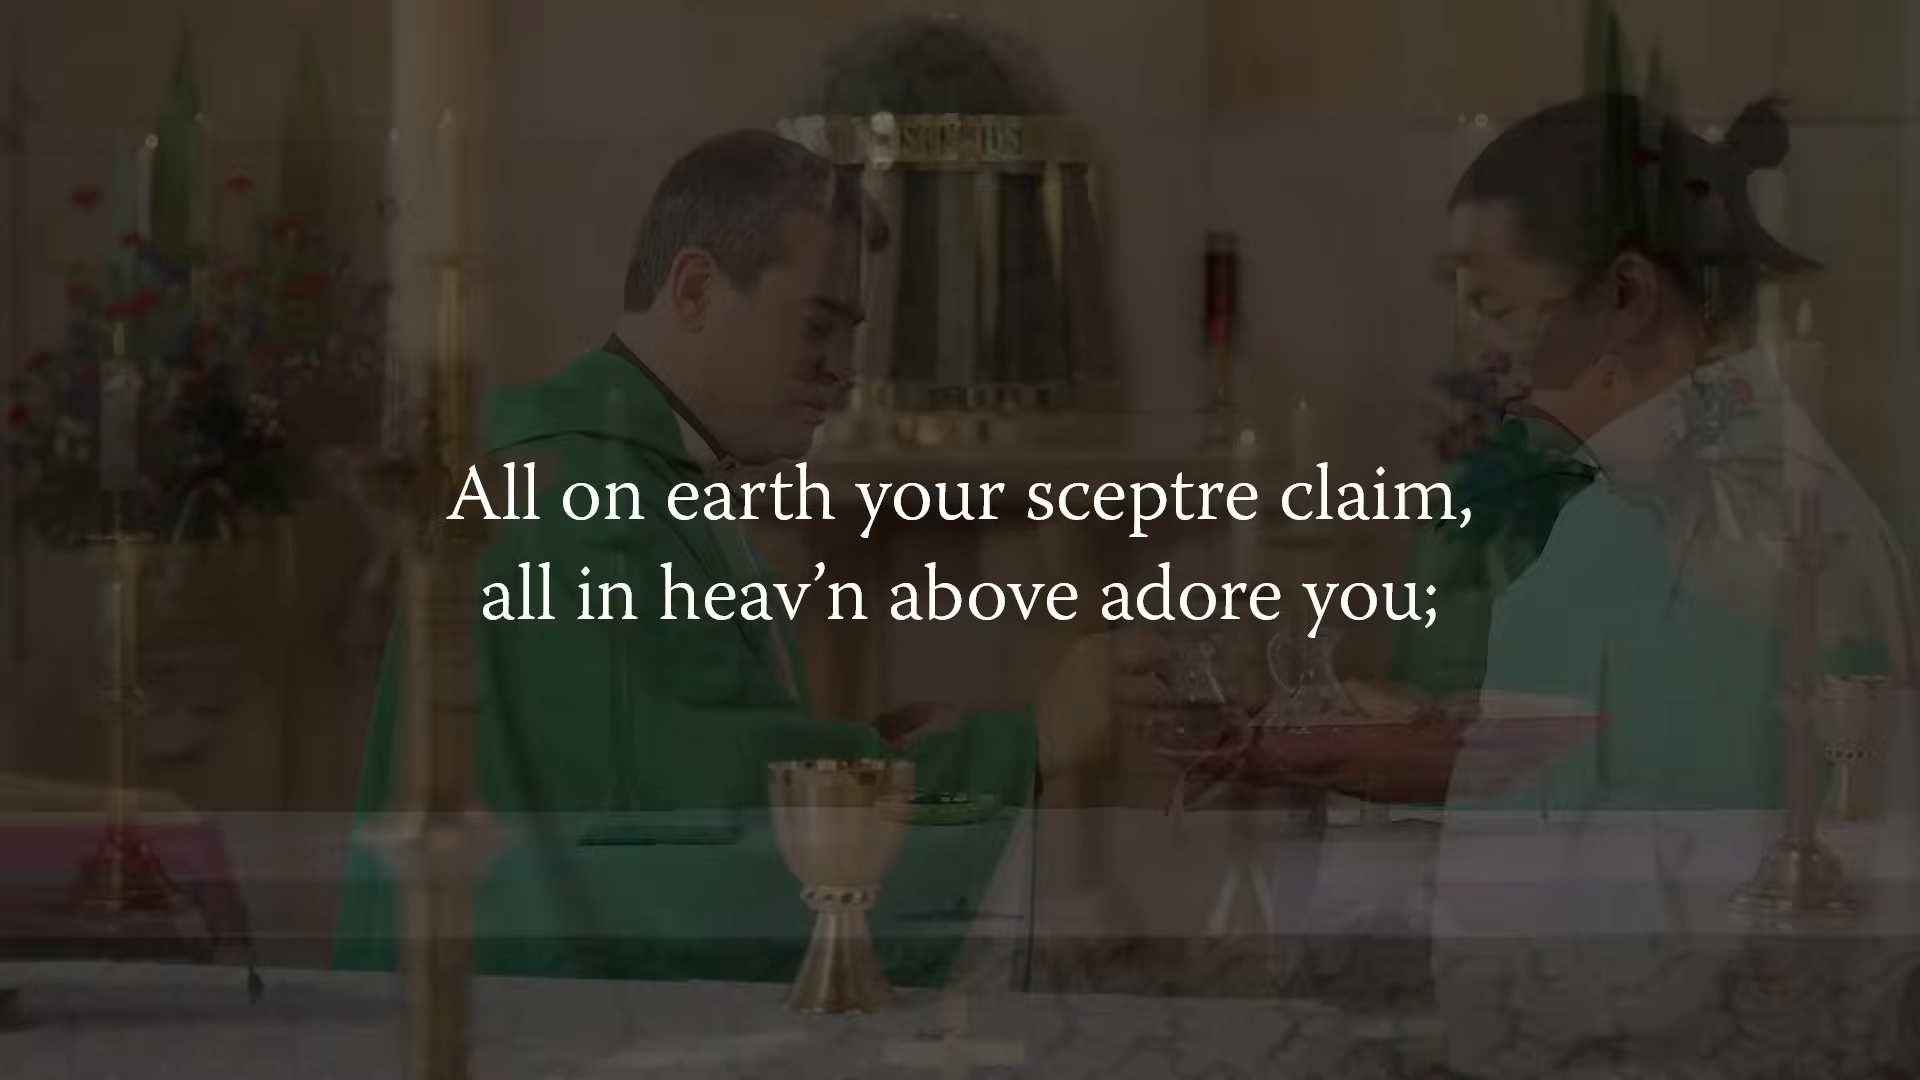 All on earth your sceptre claim,
all in heav’n above adore you;